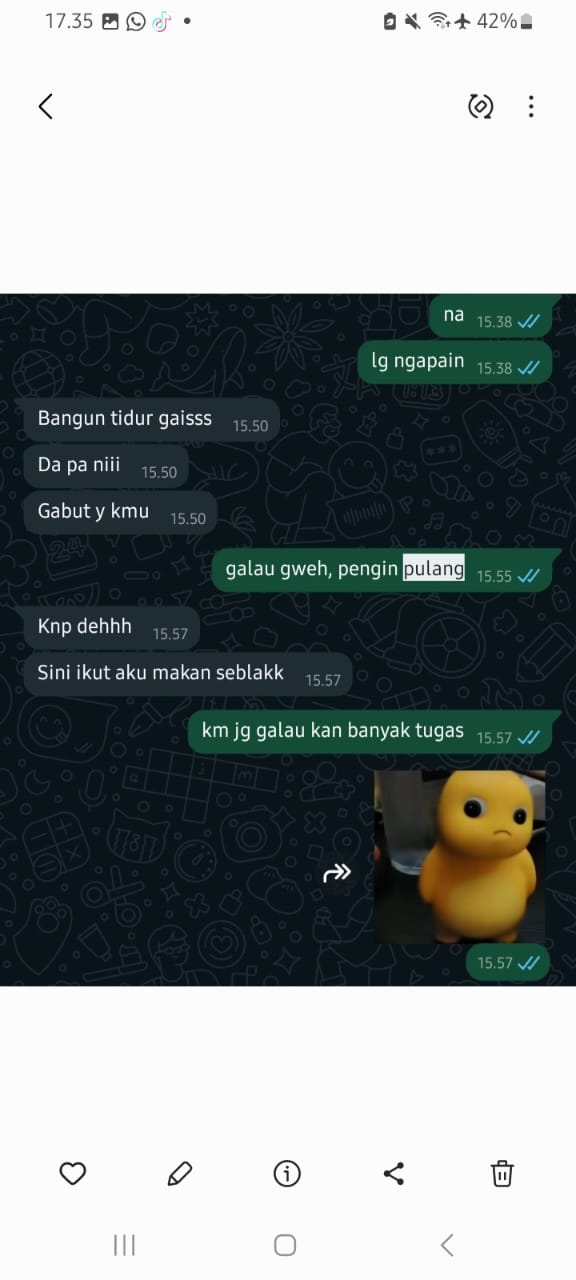 17.35 42%
na 15.38
lg ngapain 15.38
Bangun tidur gaisss 15.50
Da pa niii 15.50
Gabut y kmu 15.50
galau gweh, pengin pulang 15.55
Knp dehhh 15.57
Sini ikut aku makan seblakk 15.57
km jg galau kan banyak tugas 15.57
15.57